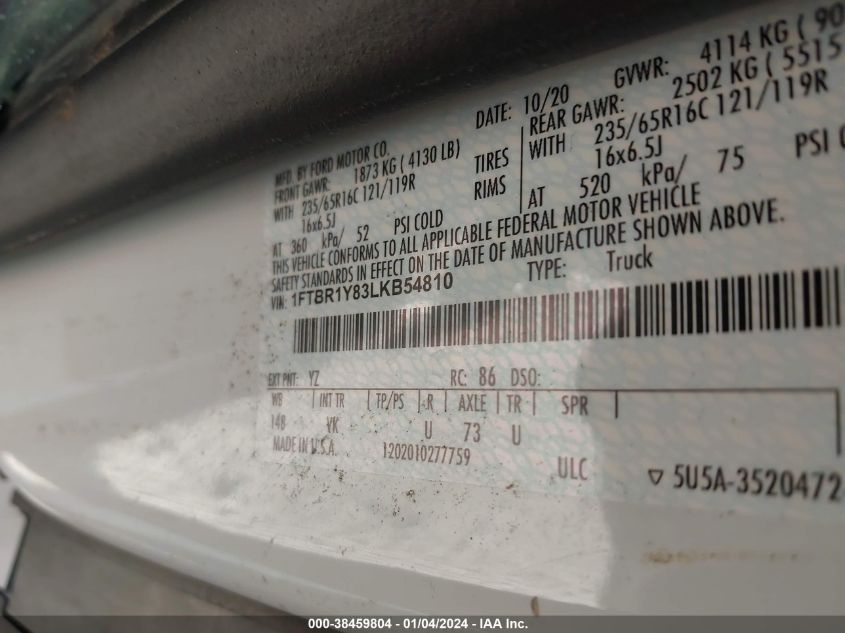 MFD. BY FORD MOTOR CO. DATE: 10/20 GVWR: 4114 KG ( 90
FRONT GAWR: 1873 KG ( 4130 LB) REAR GAWR: 2502 KG ( 5515
WITH 235/65R16C 121/119R TIRES WITH 235/65R16C 121/119R
16x6.5J RIMS 16x6.5J
AT 360 kPa/ 52 PSI COLD AT 520 kPa/ 75 PSI C
THIS VEHICLE CONFORMS TO ALL APPLICABLE FEDERAL MOTOR VEHICLE
SAFETY STANDARDS IN EFFECT ON THE DATE OF MANUFACTURE SHOWN ABOVE.
VIN: 1FTBR1Y83LKB54810 TYPE: Truck
EXT PNT: YZ RC: 86 DSO:
WB INT TR TP/PS R AXLE TR SPR
148 VK U 73 U
MADE IN U.S.A. 1202010277759 ULC ▽ 5U5A-3520472
000-38459804 - 01/04/2024 - IAA Inc.